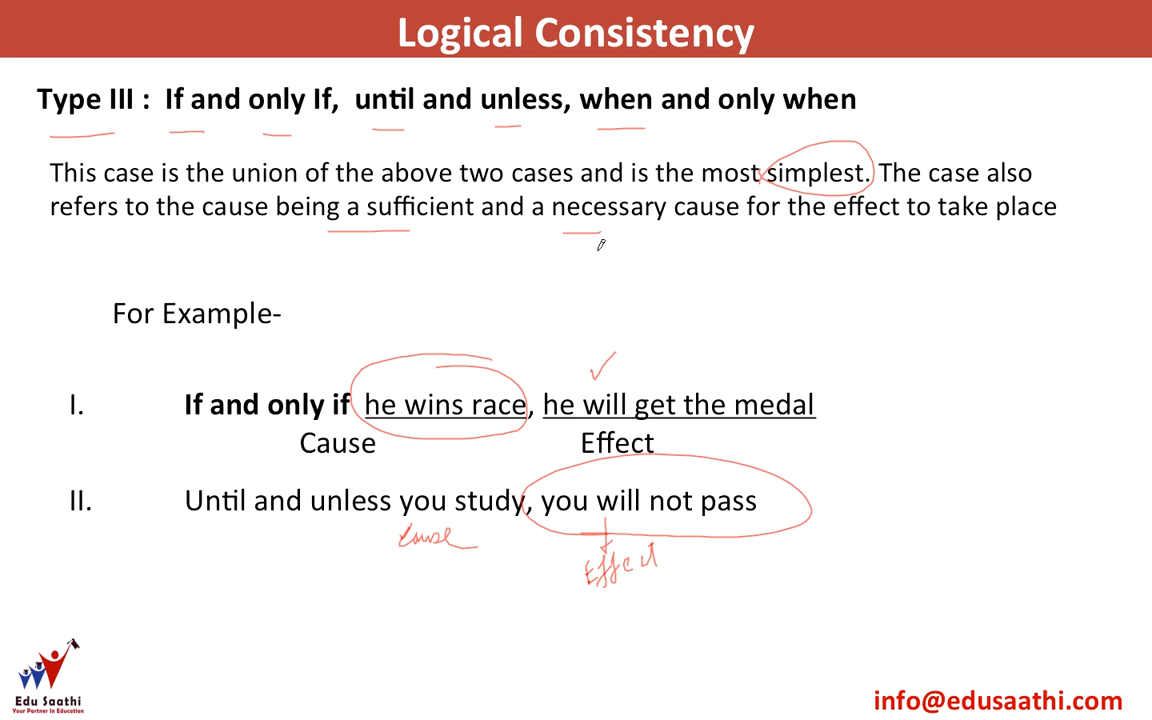 Logical Consistency
Type III : If and only If, until and unless, when and only when
This case is the union of the above two cases and is the most simplest. The case also
refers to the cause being a sufficient and a necessary cause for the effect to take place
For Example-
I. If and only if he wins race, he will get the medal
Cause Effect
II. Until and unless you study, you will not pass
Cause
Effect
Edu Saathi
Your Partner In Education
info@edusaathi.com